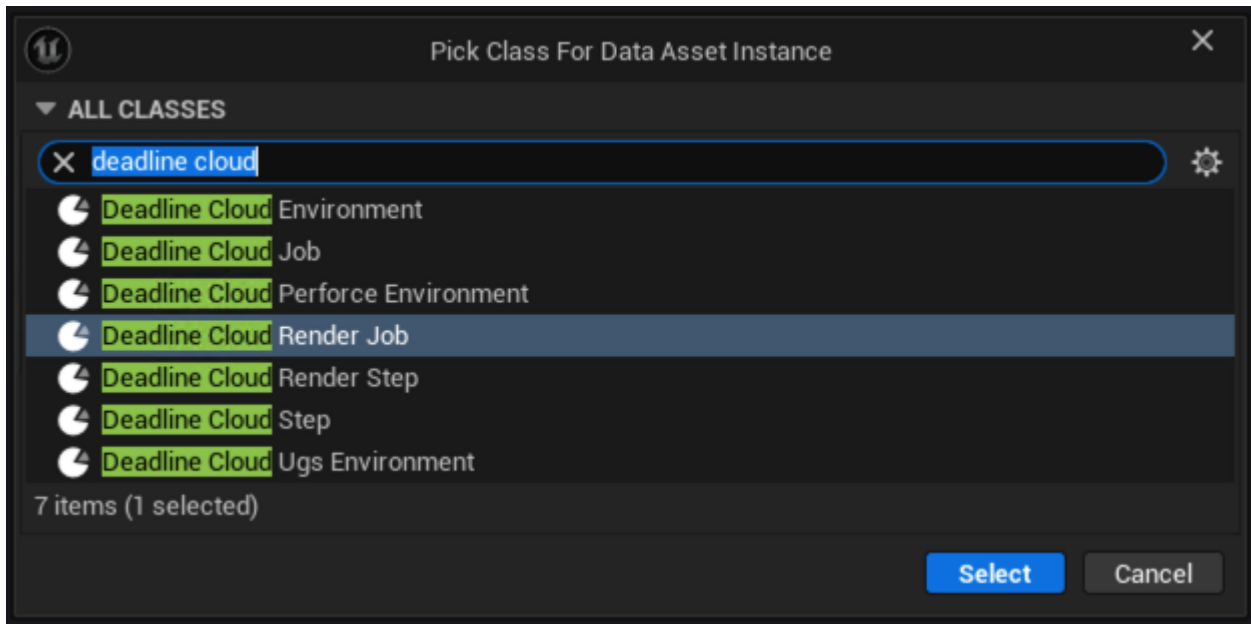 Pick Class For Data Asset Instance
ALL CLASSES
deadline cloud
Deadline Cloud Environment
Deadline Cloud Job
Deadline Cloud Perforce Environment
Deadline Cloud Render Job
Deadline Cloud Render Step
Deadline Cloud Step
Deadline Cloud Ugs Environment
7 items (1 selected)
Select Cancel